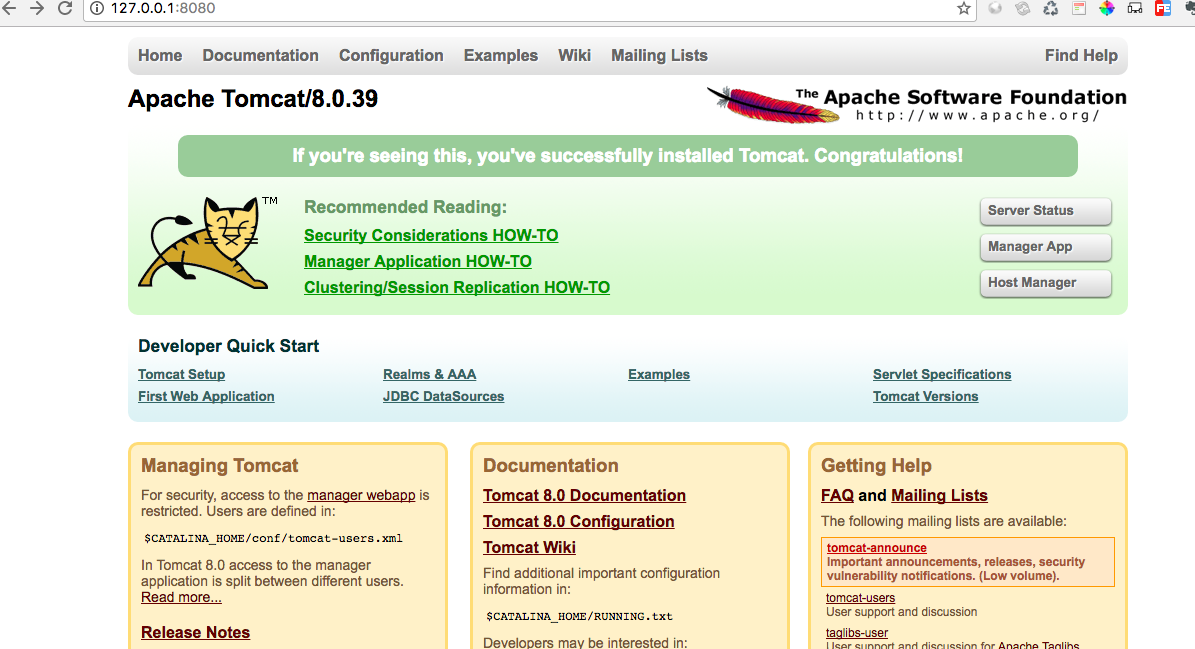 127.0.0.1:8080
Home Documentation Configuration Examples Wiki Mailing Lists Find Help
Apache Tomcat/8.0.39
The Apache Software Foundation
http://www.apache.org/
If you're seeing this, you've successfully installed Tomcat. Congratulations!
TM
Recommended Reading:
Security Considerations HOW-TO
Manager Application HOW-TO
Clustering/Session Replication HOW-TO
Server Status
Manager App
Host Manager
Developer Quick Start
Tomcat Setup
First Web Application
Realms & AAA
JDBC DataSources
Examples
Servlet Specifications
Tomcat Versions
Managing Tomcat
For security, access to the manager webapp is
restricted. Users are defined in:
$CATALINA_HOME/conf/tomcat-users.xml
In Tomcat 8.0 access to the manager
application is split between different users.
Read more...
Release Notes
Documentation
Tomcat 8.0 Documentation
Tomcat 8.0 Configuration
Tomcat Wiki
Find additional important configuration
information in:
$CATALINA_HOME/RUNNING.txt
Developers may be interested in:
Getting Help
FAQ and Mailing Lists
The following mailing lists are available:
tomcat-announce
Important announcements, releases, security
vulnerability notifications. (Low volume).
tomcat-users
User support and discussion
taglibs-user
User support and discussion for Apache Taglibs